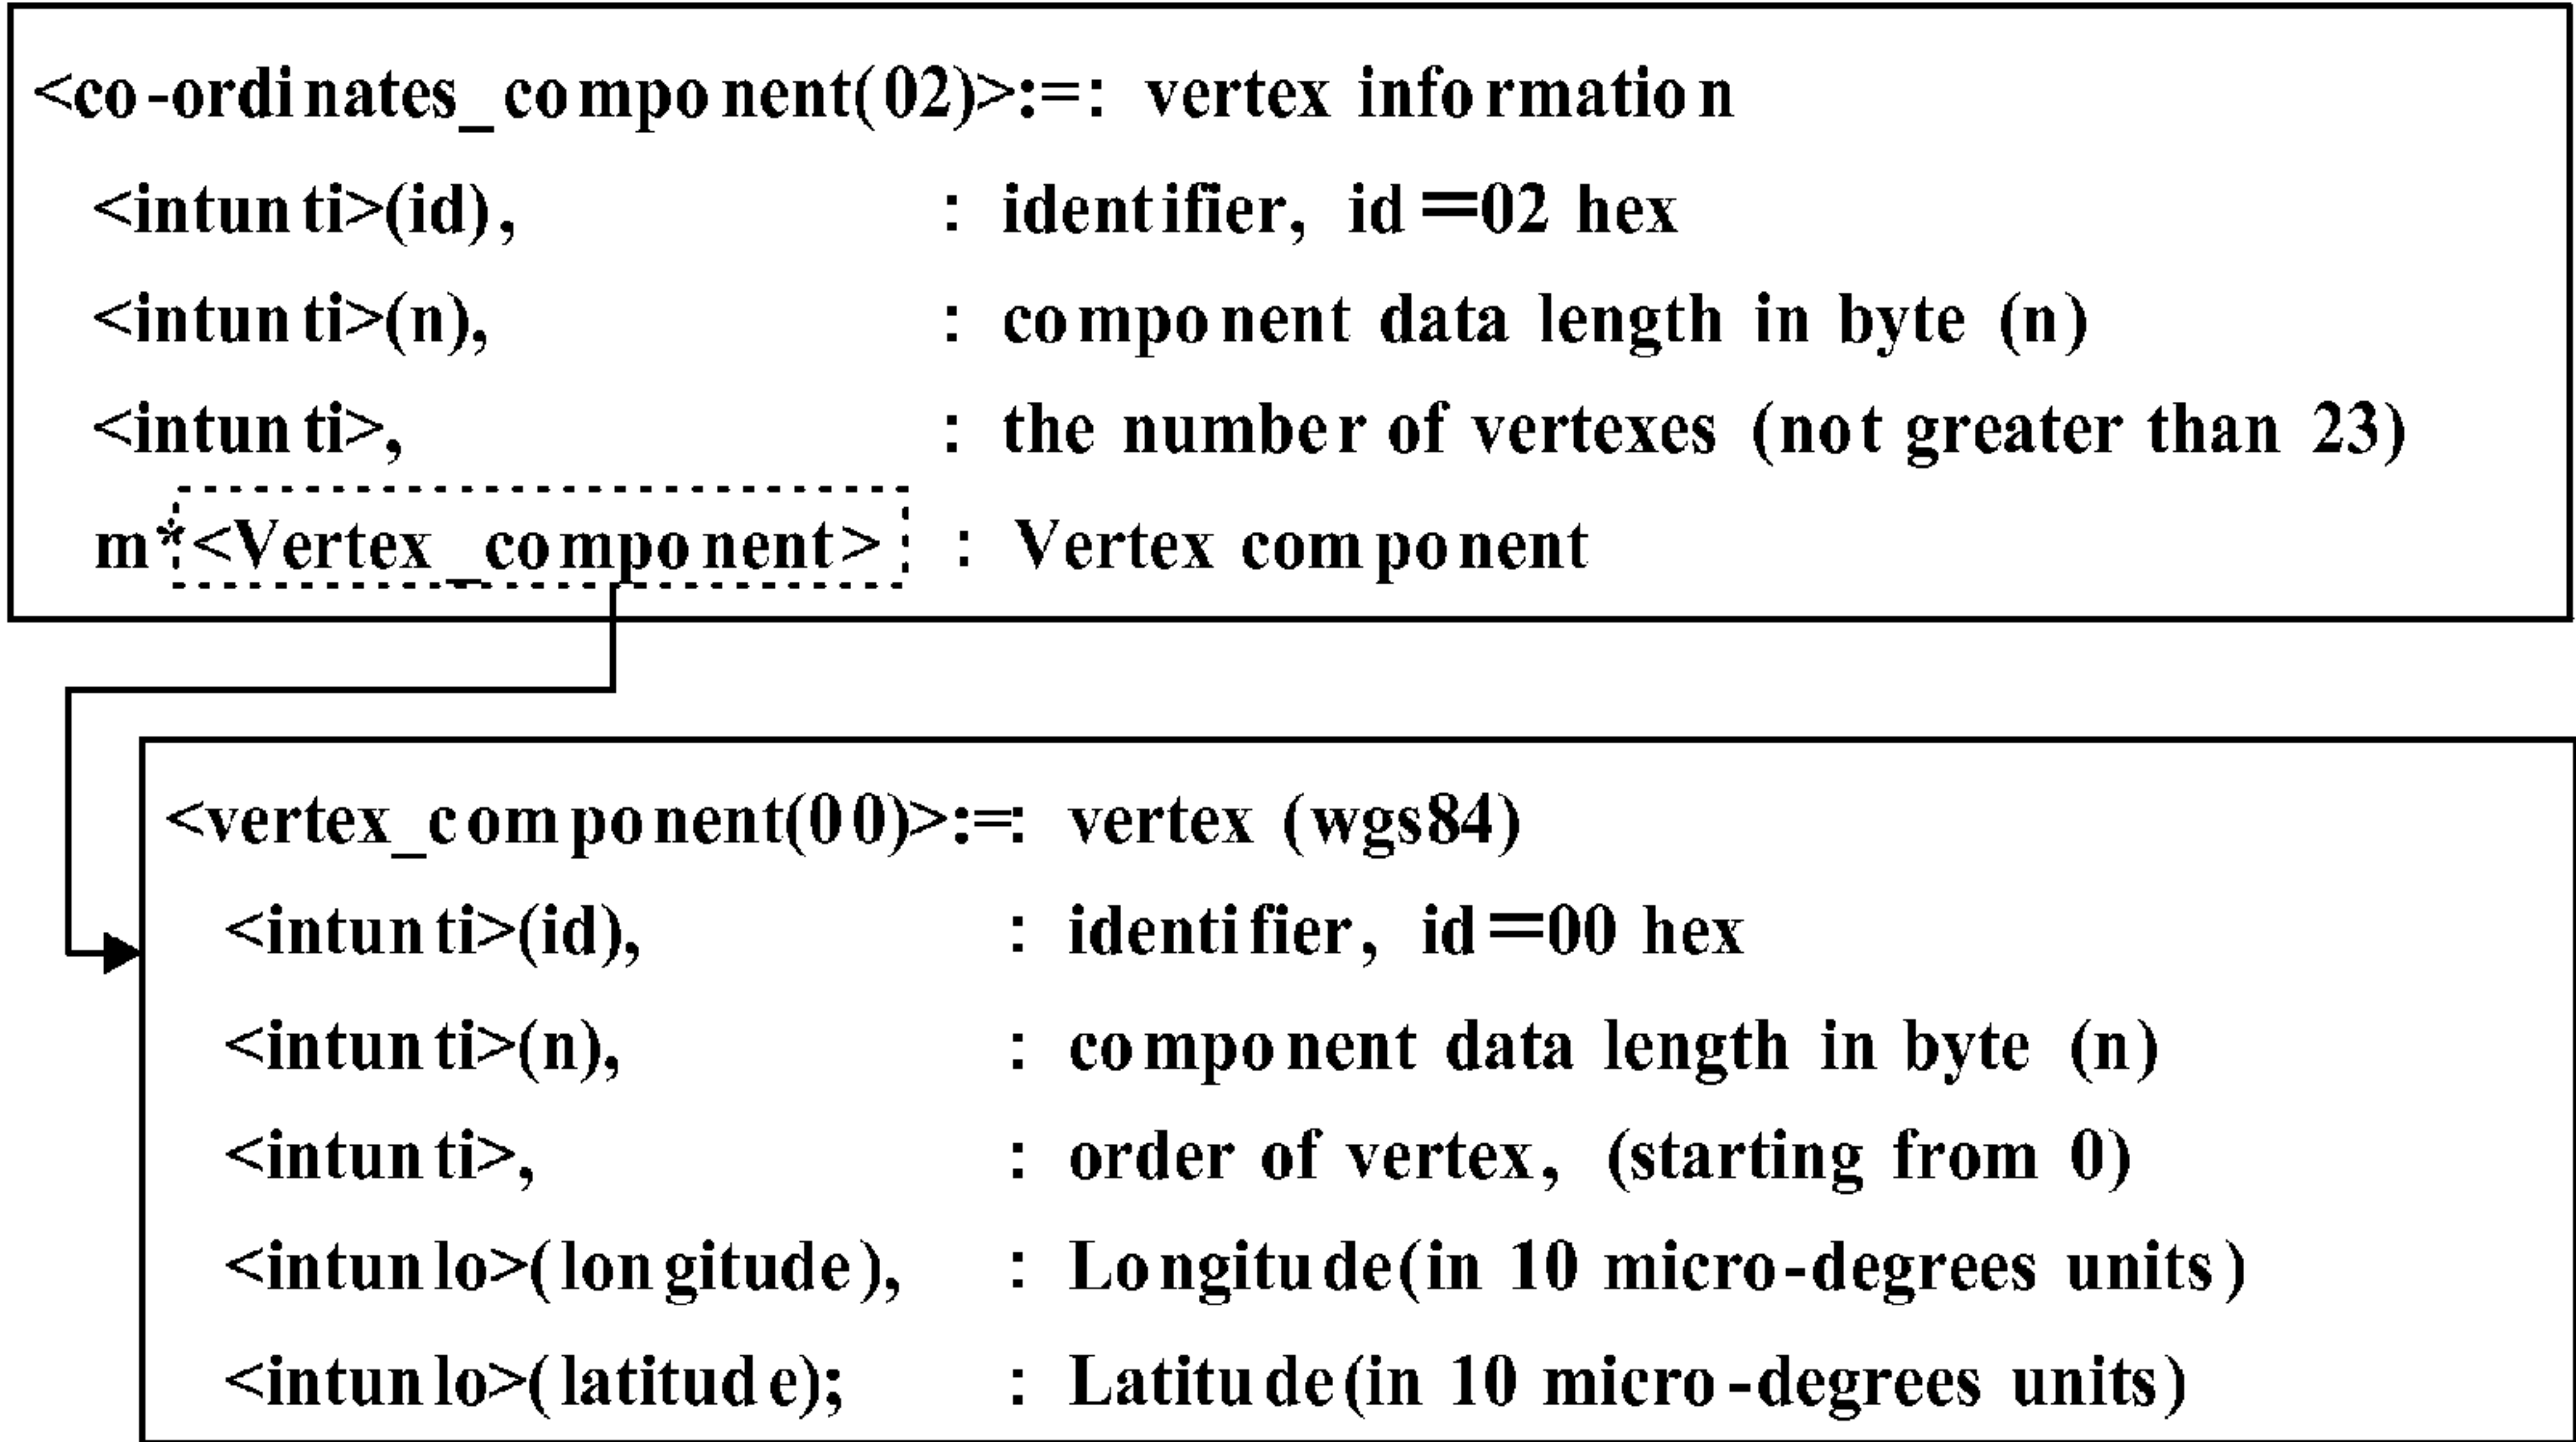 <co-ordinates_component(02)>:=: vertex information
<intunti>(id), : identifier, id=02 hex
<intunti>(n), : component data length in byte (n)
<intunti>, : the number of vertexes (not greater than 23)
m*<Vertex_component> : Vertex component
<vertex_component(00)>:=: vertex (wgs84)
<intunti>(id), : identifier, id=00 hex
<intunti>(n), : component data length in byte (n)
<intunti>, : order of vertex, (starting from 0)
<intunlo>(longitude), : Longitude(in 10 micro-degrees units)
<intunlo>(latitude); : Latitude(in 10 micro-degrees units)